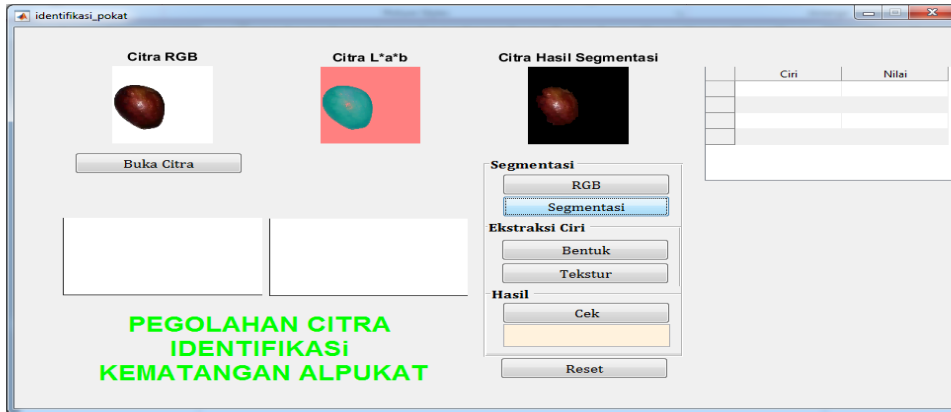 identifikasi_pokat
Citra RGB
Citra L*a*b
Citra Hasil Segmentasi
Ciri
Nilai
Buka Citra
Segmentasi
RGB
Segmentasi
Ekstraksi Ciri
Bentuk
Tekstur
Hasil
Cek
Reset
PEGOLAHAN CITRA
IDENTIFIKASi
KEMATANGAN ALPUKAT